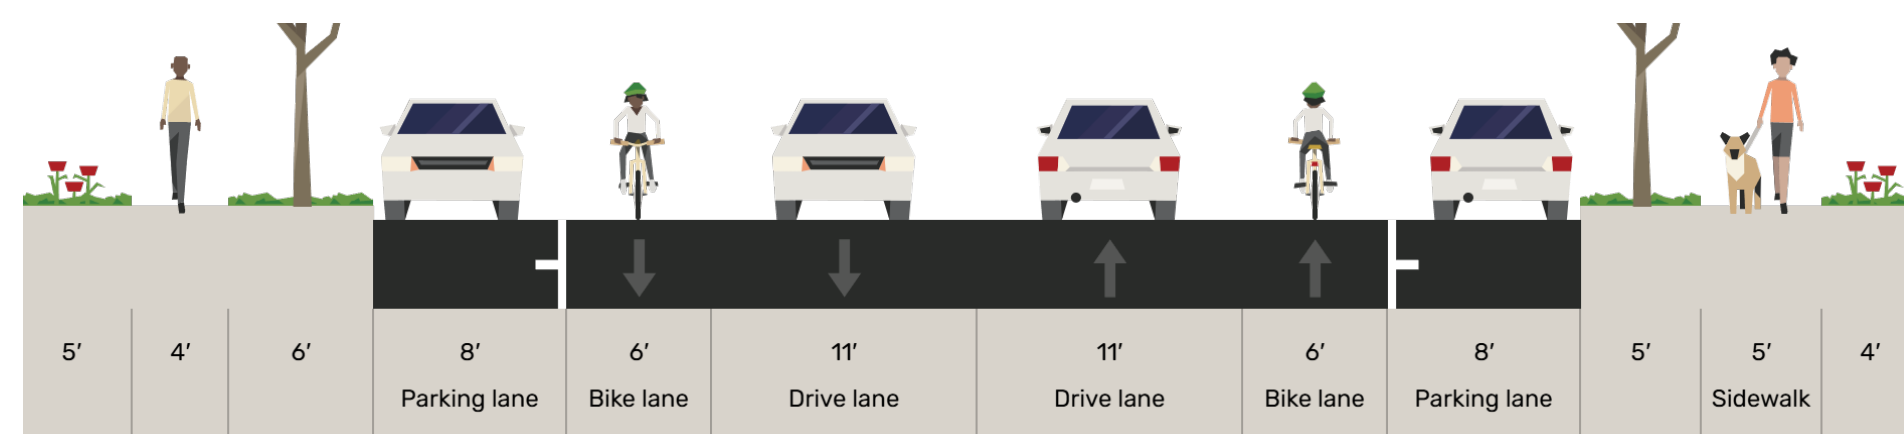 5′ 4′ 6′ 8′ 6′ 11′ 11′ 6′ 8′ 5′ 5′ 4′
Parking lane Bike lane Drive lane Drive lane Bike lane Parking lane Sidewalk